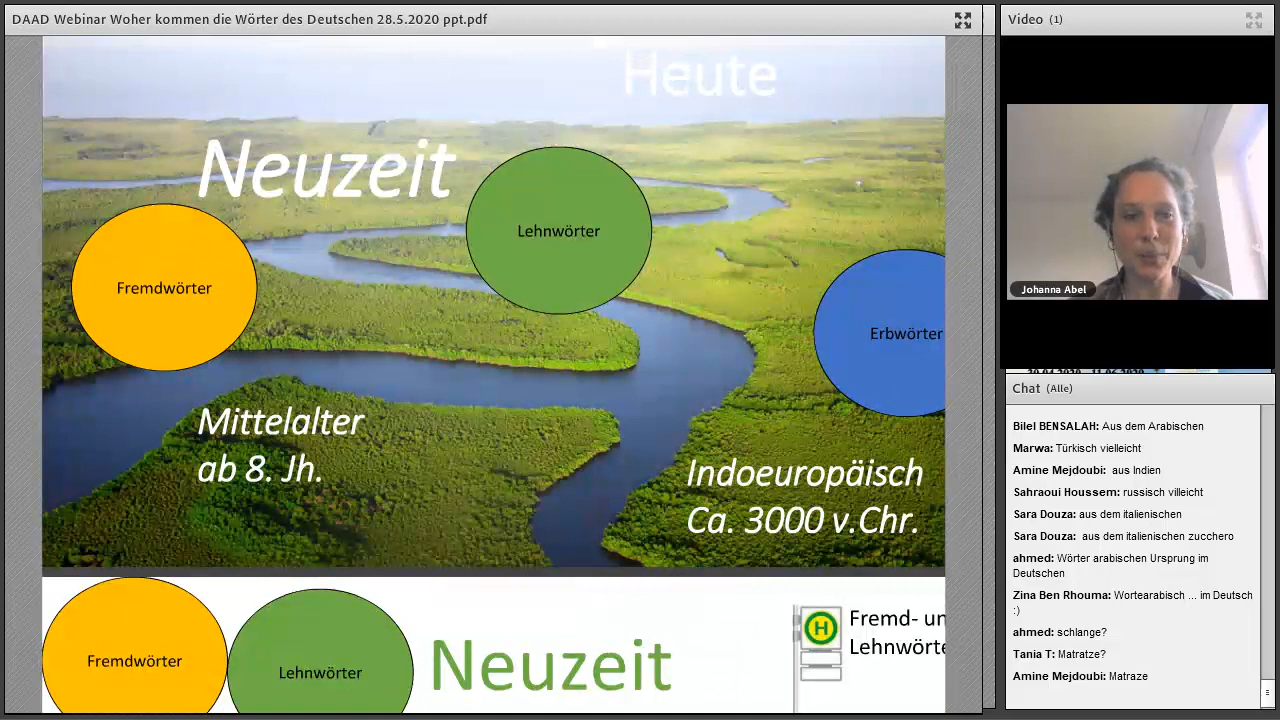 DAAD Webinar Woher kommen die Wörter des Deutschen 28.5.2020 ppt.pdf
Heute
Neuzeit
Lehnwörter
Fremdwörter
Erbwörter
Mittelalter
ab 8. Jh.
Indoeuropäisch
Ca. 3000 v.Chr.
Fremdwörter
Lehnwörter
Neuzeit
H
Fremd- un
Lehnwörte
Video (1)
Johanna Abel
Chat (Alle)
Bilel BENSALAH: Aus dem Arabischen
Marwa: Türkisch vielleicht
Amine Mejdoubi: aus Indien
Sahraoui Houssem: russisch villeicht
Sara Douza: aus dem italienischen
Sara Douza: aus dem italienischen zucchero
ahmed: Wörter arabischen Ursprung im
Deutschen
Zina Ben Rhouma: Wortearabisch ... im Deutsch
:)
ahmed: schlange?
Tania T: Matratze?
Amine Mejdoubi: Matraze